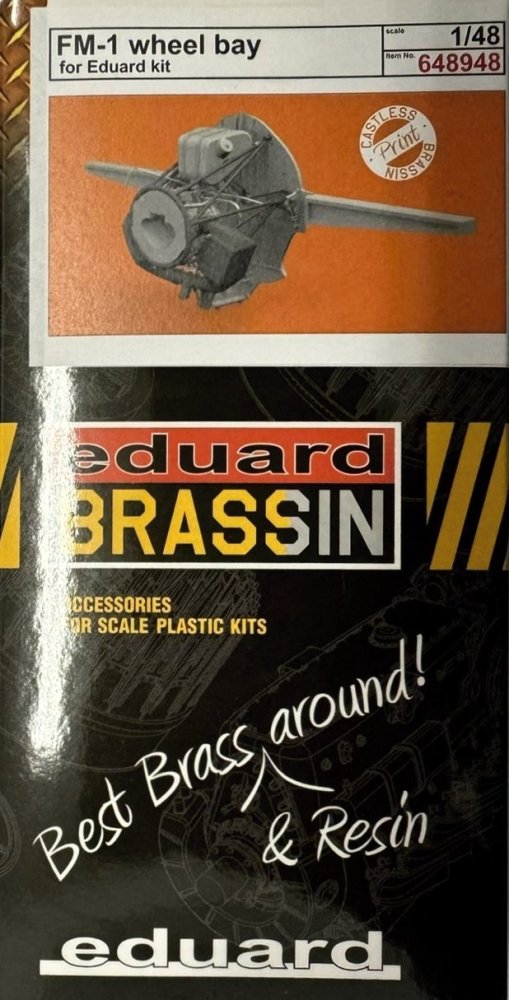 FM-1 wheel bay
for Eduard kit
scale 1/48
Item No. 648948
CASTLESS
Print
BRASSIN
eduard
BRASSIN
ACCESSORIES
FOR SCALE PLASTIC KITS
Best Brass around!
& Resin
eduard